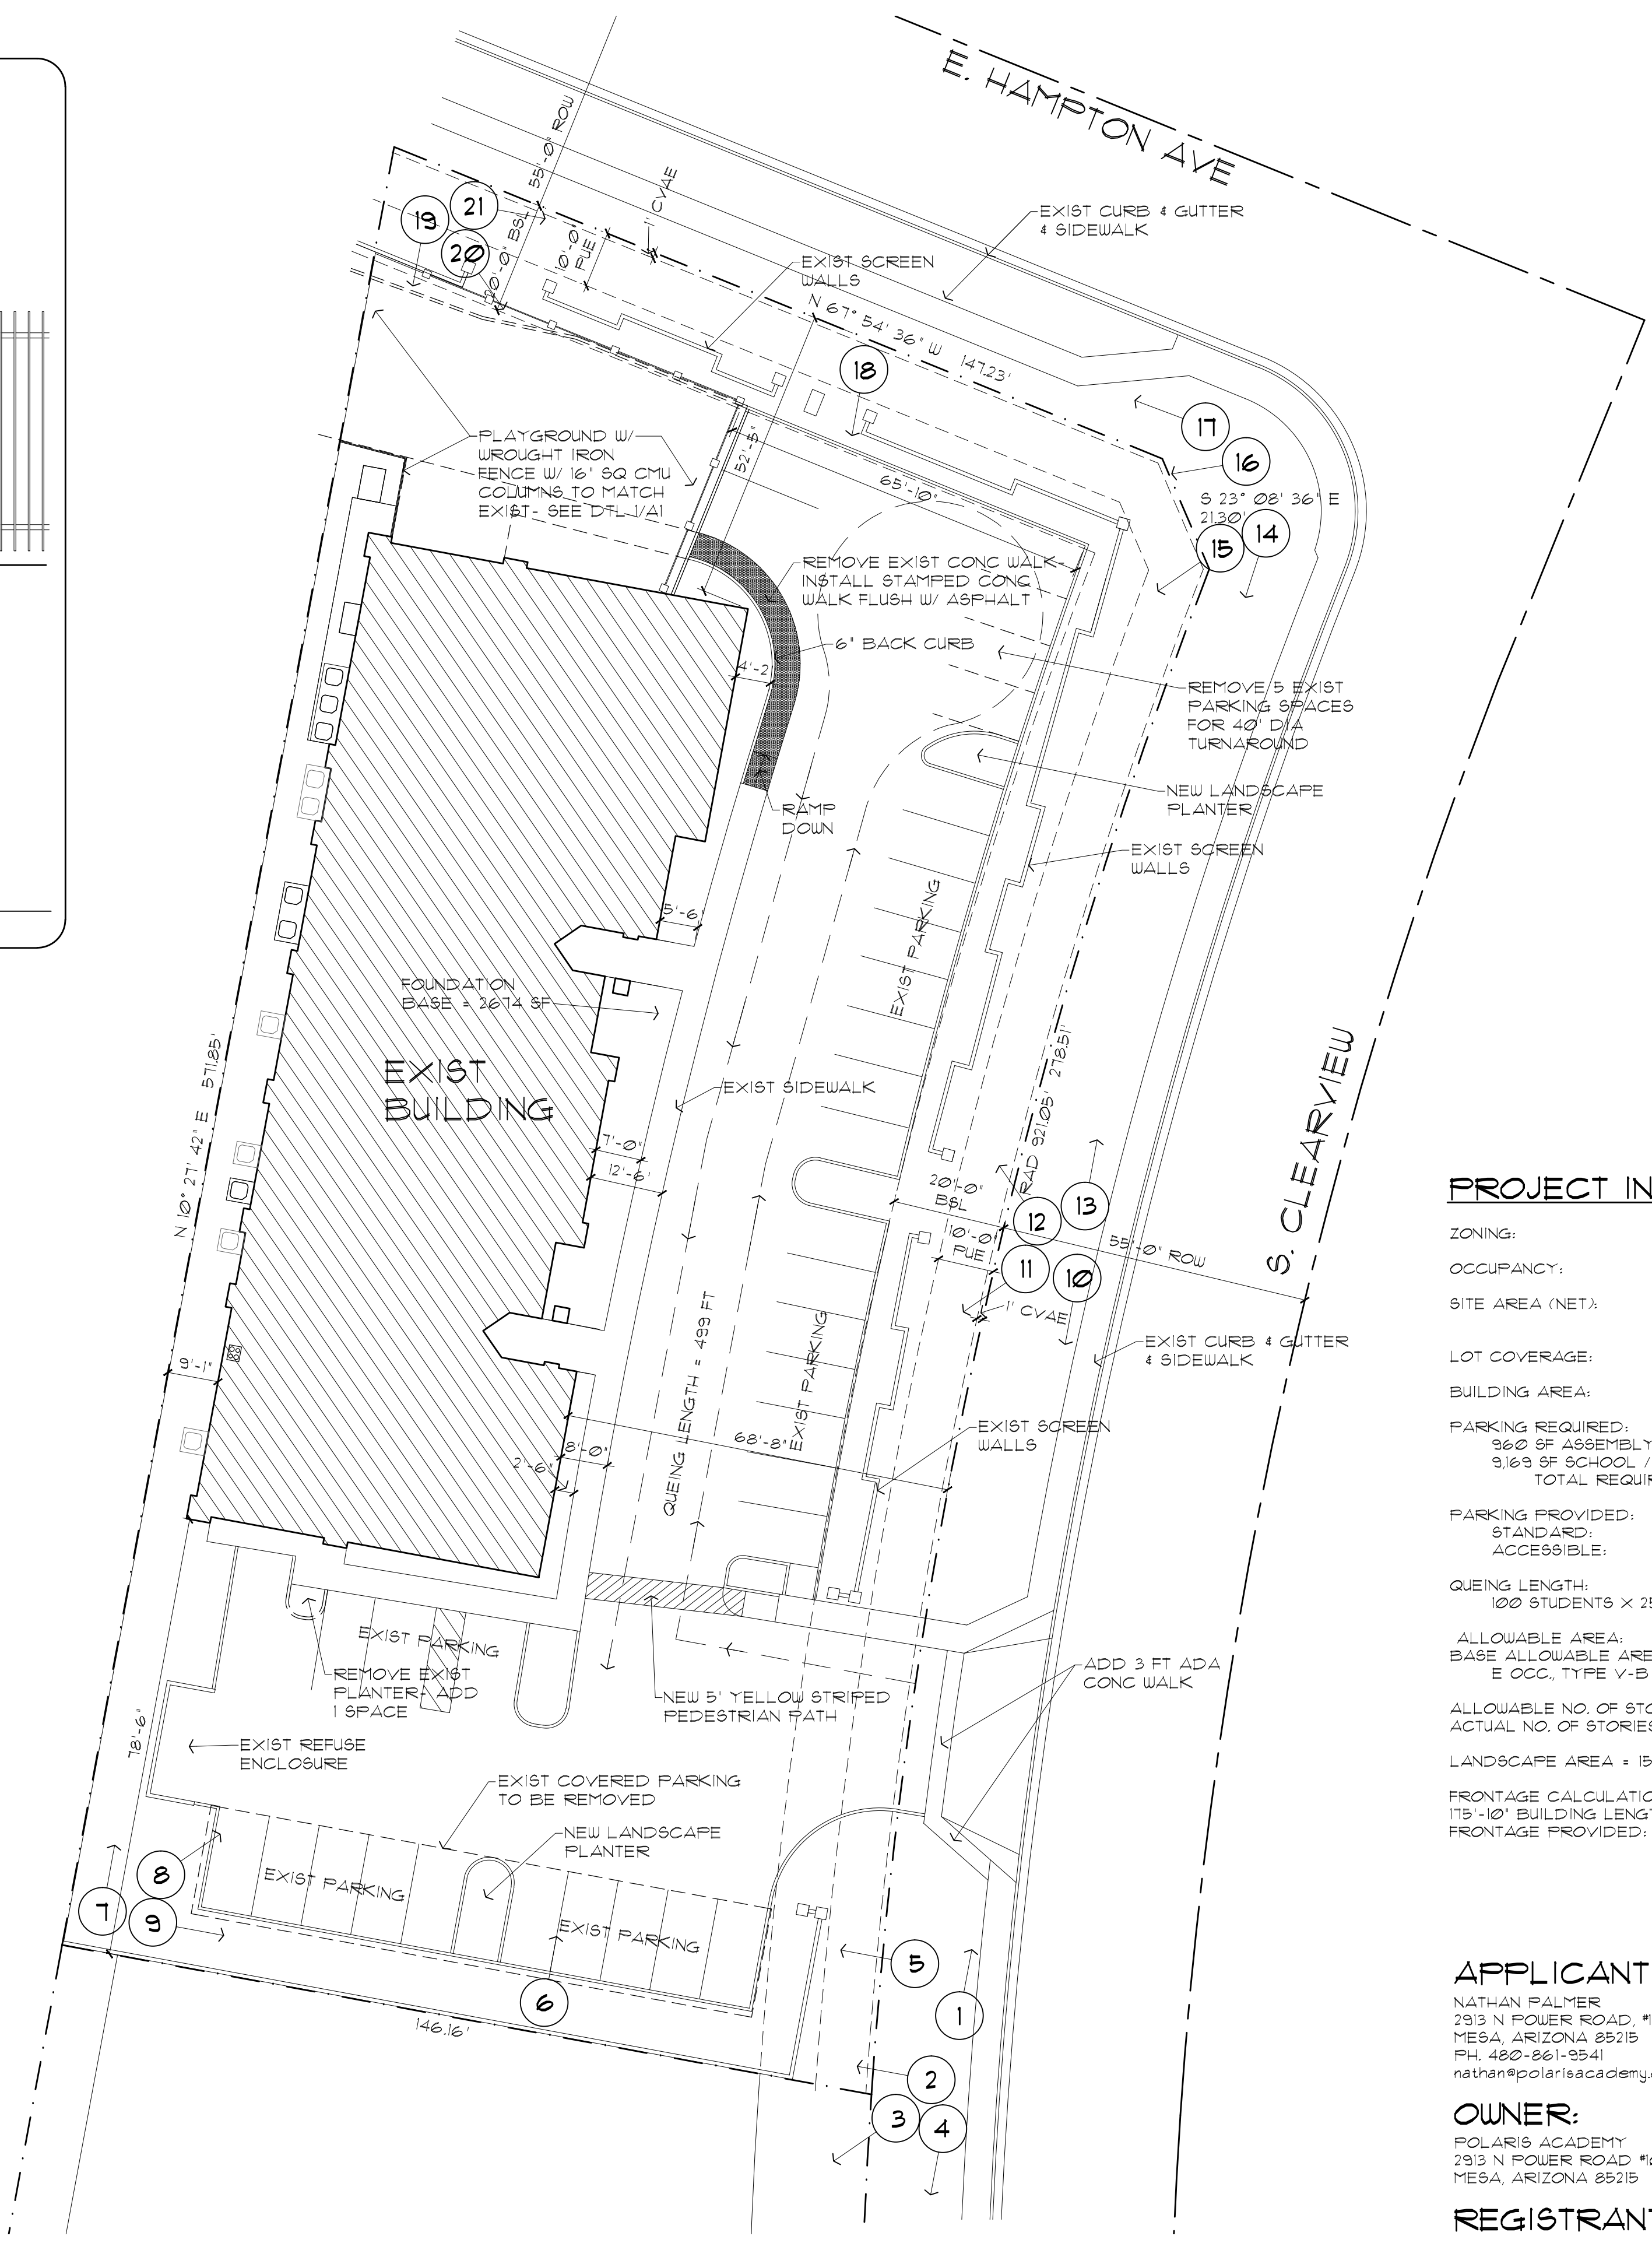 E. HAMPTON AVE
55'-0" ROW
1' CVAE
EXIST CURB & GUTTER
& SIDEWALK
19
21
20
20'-0" BSL
10'-0"
PUE
EXIST SCREEN
WALLS
N 67° 54' 36" W 147.23'
18
17
16
S 23° 08' 36" E
21.30'
15
14
PLAYGROUND W/
WROUGHT IRON
FENCE W/ 16" SQ CMU
COLUMNS TO MATCH
EXIST- SEE DTL 1/A1
52'-5"
65'-10"
REMOVE EXIST CONC WALK-
INSTALL STAMPED CONC
WALK FLUSH W/ ASPHALT
6" BACK CURB
4'-2"
REMOVE 5 EXIST
PARKING SPACES
FOR 40' DIA
TURNAROUND
NEW LANDSCAPE
PLANTER
RAMP
DOWN
EXIST SCREEN
WALLS
5'-6"
EXIST PARKING
FOUNDATION
BASE = 2674 SF
EXIST
BUILDING
EXIST SIDEWALK
N 10° 27' 42" E 571.85'
7'-0"
12'-6"
RAD 921.05' 278.51'
S. CLEARVIEW
20'-0"
BSL
12
13
10'-0"
PUE
11
10
55'-0" ROW
1' CVAE
EXIST CURB & GUTTER
& SIDEWALK
9'-1"
QUEING LENGTH = 499 FT
EXIST PARKING
68'-8"
EXIST SCREEN
WALLS
8'-0"
2'-6"
EXIST PARKING
REMOVE EXIST
PLANTER- ADD
1 SPACE
NEW 5' YELLOW STRIPED
PEDESTRIAN PATH
ADD 3 FT ADA
CONC WALK
78'-6"
EXIST REFUSE
ENCLOSURE
EXIST COVERED PARKING
TO BE REMOVED
NEW LANDSCAPE
PLANTER
8
7
9
EXIST PARKING
EXIST PARKING
6
5
1
146.16'
2
3
4
PROJECT IN
ZONING:
OCCUPANCY:
SITE AREA (NET):
LOT COVERAGE:
BUILDING AREA:
PARKING REQUIRED:
960 SF ASSEMBLY
9,169 SF SCHOOL /
TOTAL REQUI
PARKING PROVIDED:
STANDARD:
ACCESSIBLE:
QUEING LENGTH:
100 STUDENTS X 25
ALLOWABLE AREA:
BASE ALLOWABLE ARE
E OCC., TYPE V-B
ALLOWABLE NO. OF STO
ACTUAL NO. OF STORIES
LANDSCAPE AREA = 15
FRONTAGE CALCULATIO
175'-10" BUILDING LENGT
FRONTAGE PROVIDED:
APPLICANT
NATHAN PALMER
2913 N POWER ROAD, #1
MESA, ARIZONA 85215
PH. 480-861-9541
nathan@polarisacademy.
OWNER:
POLARIS ACADEMY
2913 N POWER ROAD #1
MESA, ARIZONA 85215
REGISTRANT